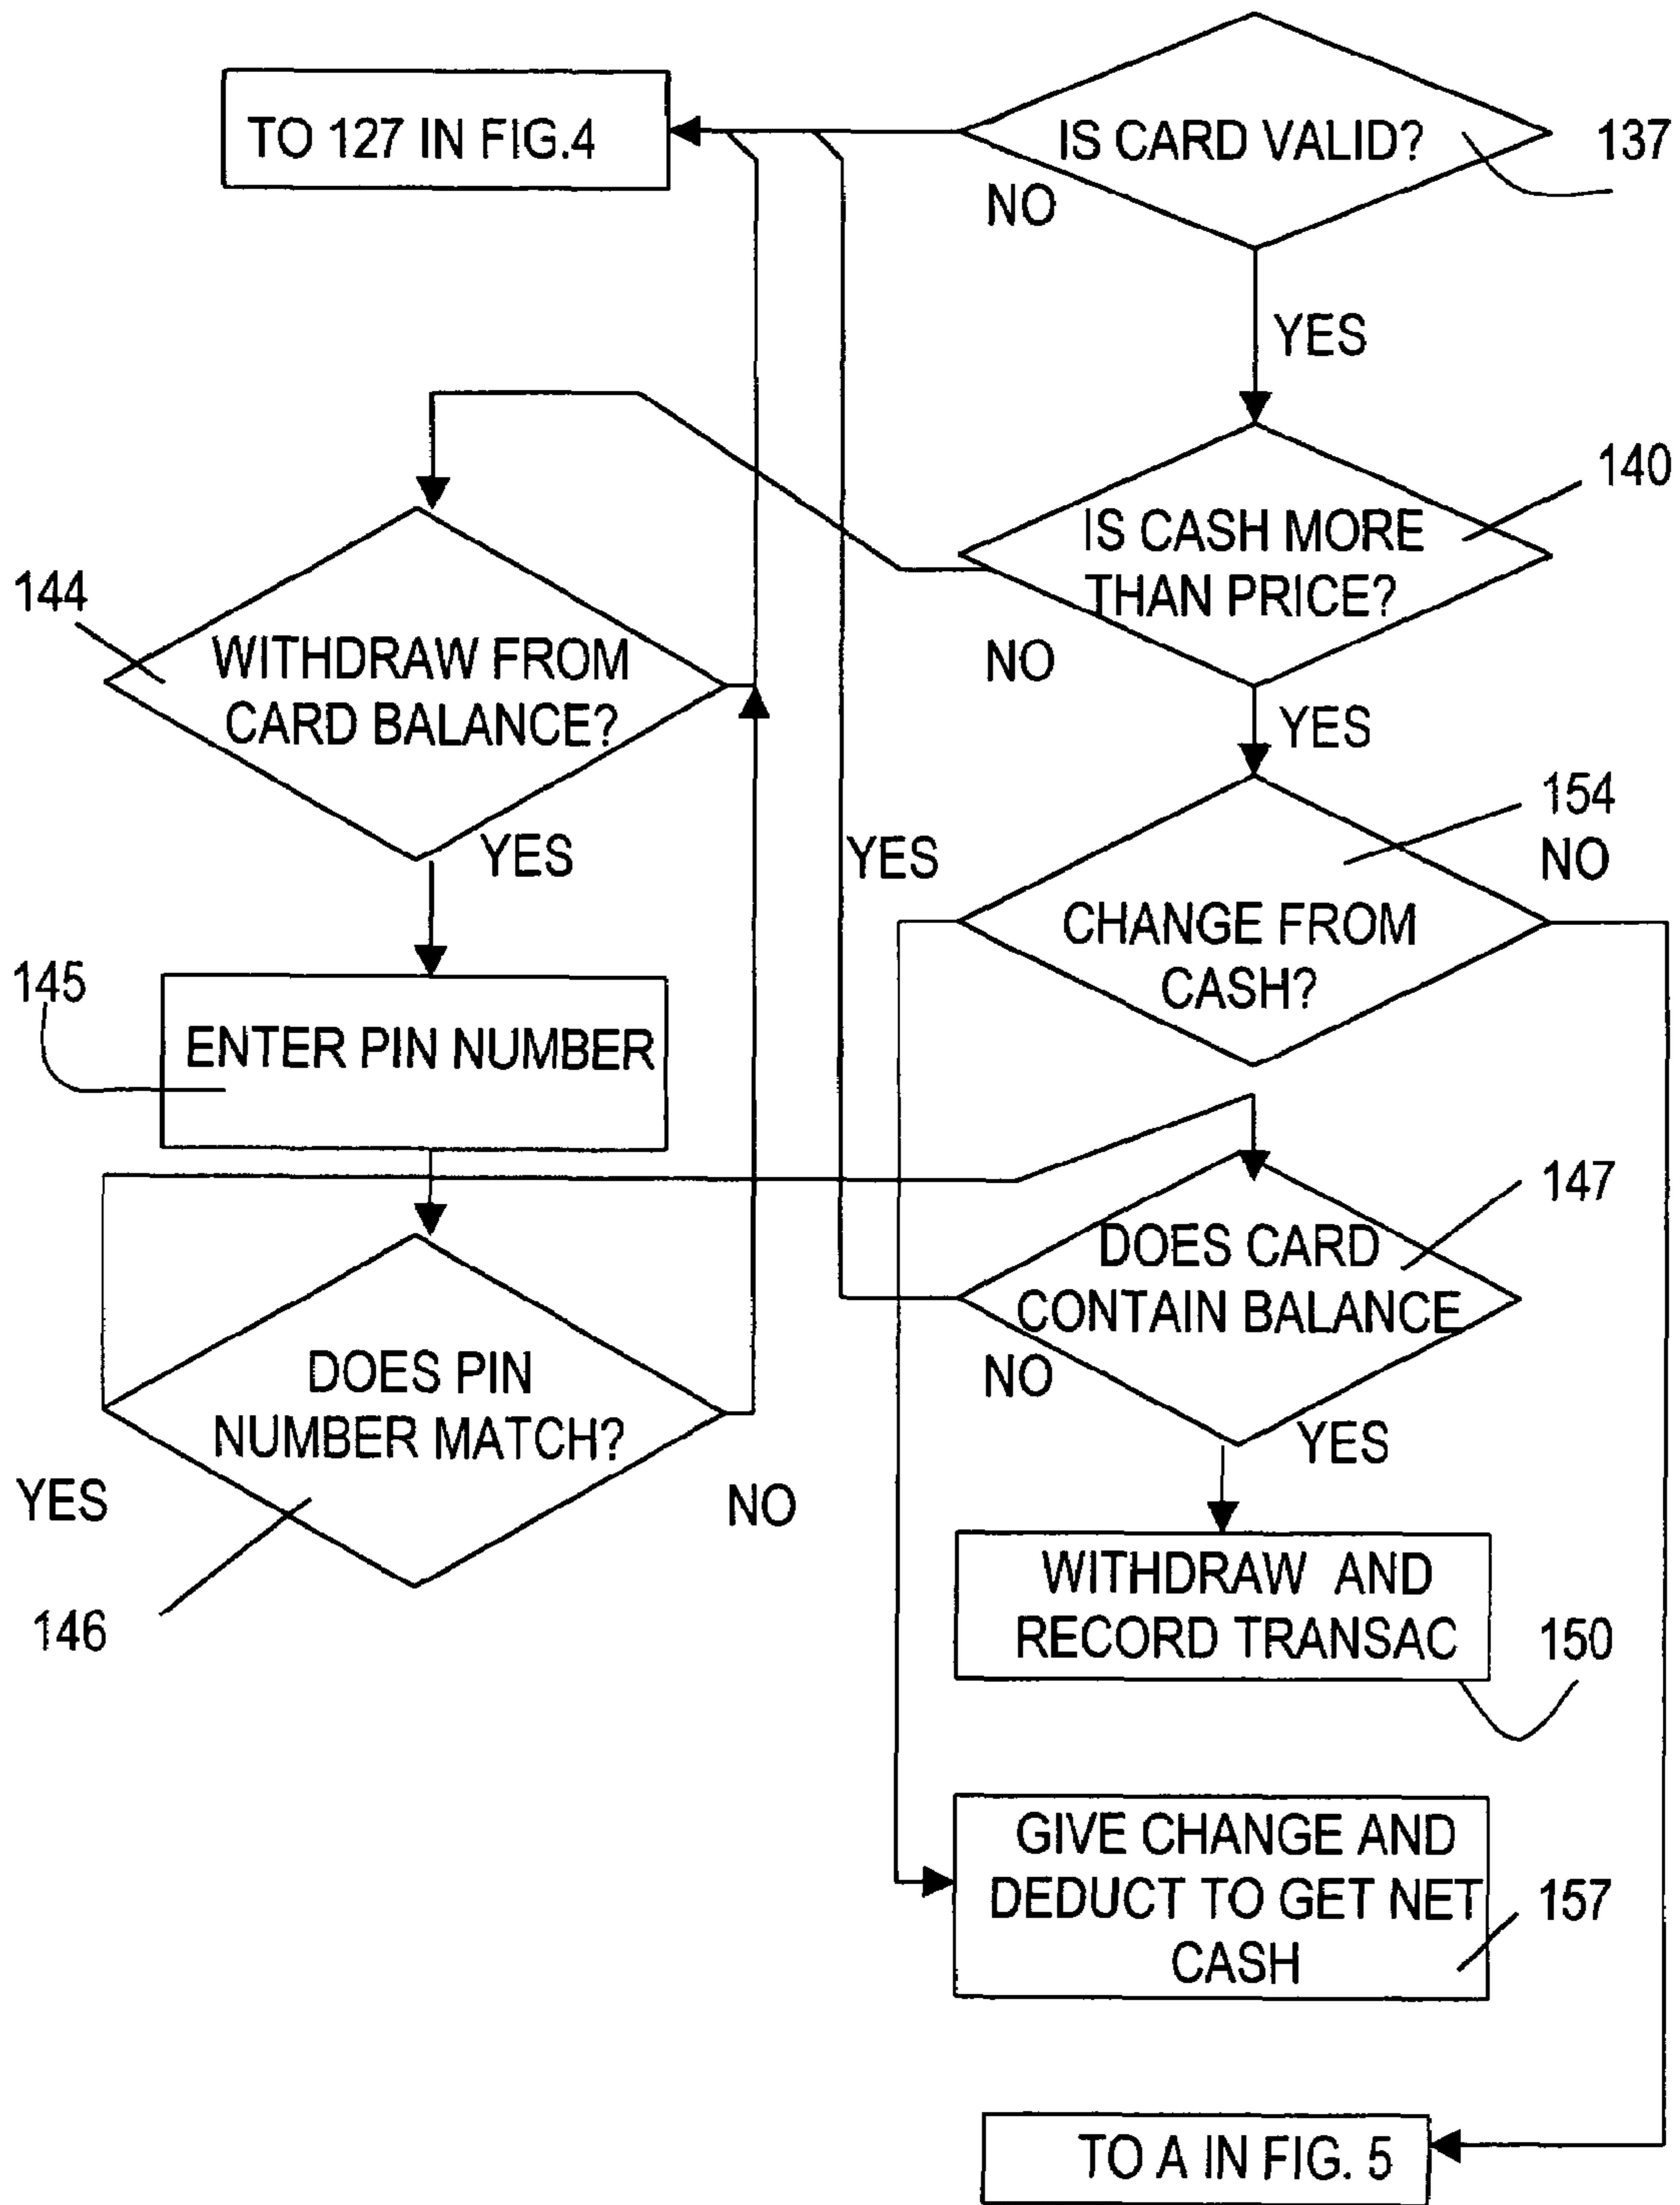 TO 127 IN FIG.4
IS CARD VALID?
137
NO
YES
140
IS CASH MORE
THAN PRICE?
NO
YES
144
WITHDRAW FROM
CARD BALANCE?
YES
YES
154
NO
CHANGE FROM
CASH?
145
ENTER PIN NUMBER
147
DOES CARD
CONTAIN BALANCE
NO
YES
DOES PIN
NUMBER MATCH?
YES
NO
146
WITHDRAW AND
RECORD TRANSAC
150
GIVE CHANGE AND
DEDUCT TO GET NET
CASH
157
TO A IN FIG. 5